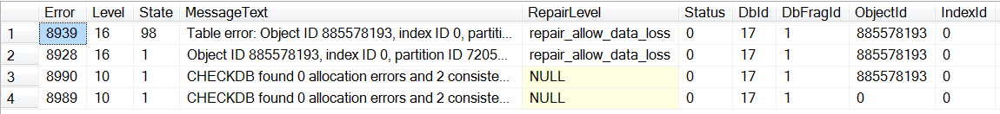 Error Level State MessageText RepairLevel Status DbId DbFragId ObjectId IndexId
1 8939 16 98 Table error: Object ID 885578193, index ID 0, partiti... repair_allow_data_loss 0 17 1 885578193 0
2 8928 16 1 Object ID 885578193, index ID 0, partition ID 7205... repair_allow_data_loss 0 17 1 885578193 0
3 8990 10 1 CHECKDB found 0 allocation errors and 2 consiste... NULL 0 17 1 885578193 0
4 8989 10 1 CHECKDB found 0 allocation errors and 2 consiste... NULL 0 17 1 0 0